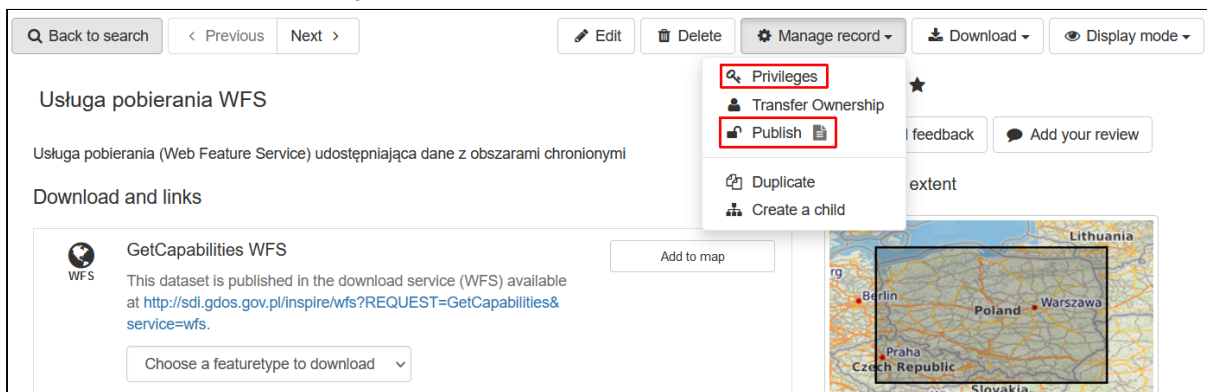 Back to search
Previous
Next
Edit
Delete
Manage record
Download
Display mode
Privileges
Transfer Ownership
Publish
Duplicate
Create a child
Usługa pobierania WFS
feedback
Add your review
Usługa pobierania (Web Feature Service) udostępniająca dane z obszarami chronionymi
Download and links
extent
WFS
GetCapabilities WFS
Add to map
This dataset is published in the download service (WFS) available
at http://sdi.gdos.gov.pl/inspire/wfs?REQUEST=GetCapabilities&
service=wfs.
Choose a featuretype to download
Lithuania
rg
Berlin
Poland
Warszawa
Praha
Czech Republic
Slovakia